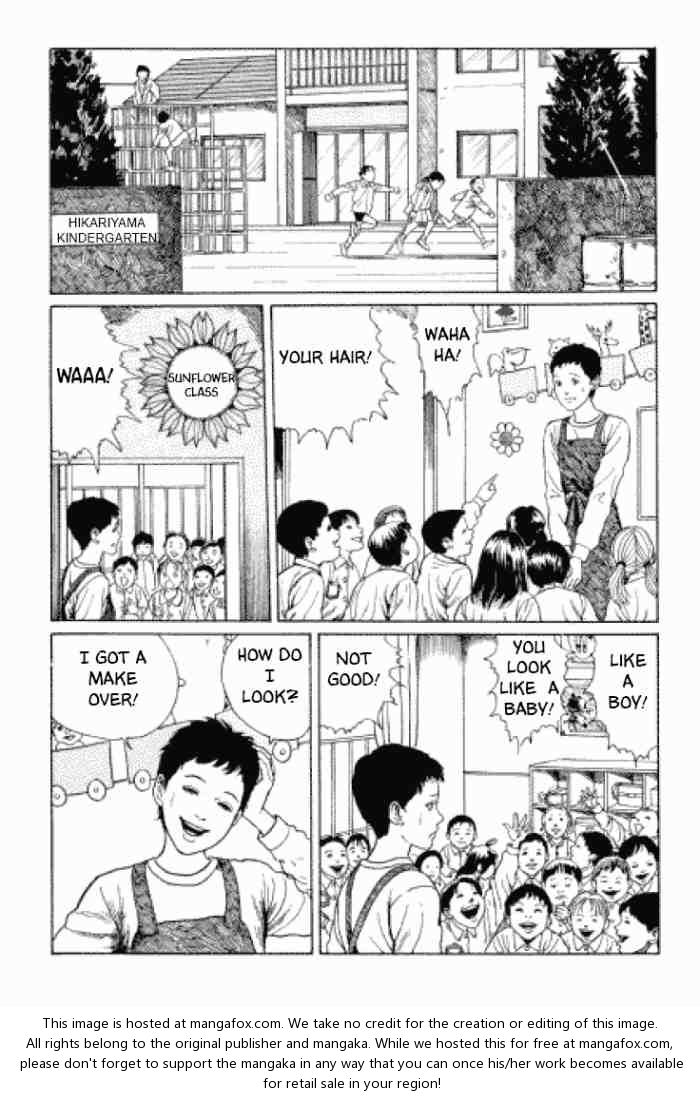 HIKARIYAMA
KINDERGARTEN
WAAA!
SUNFLOWER
CLASS
YOUR HAIR!
WAHA
HA!
I GOT A
MAKE
OVER!
HOW DO
I
LOOK?
NOT
GOOD!
YOU
LOOK
LIKE A
BABY!
LIKE
A
BOY!
This image is hosted at mangafox.com. We take no credit for the creation or editing of this image.
All rights belong to the original publisher and mangaka. While we hosted this for free at mangafox.com,
please don't forget to support the mangaka in any way that you can once his/her work becomes available
for retail sale in your region!